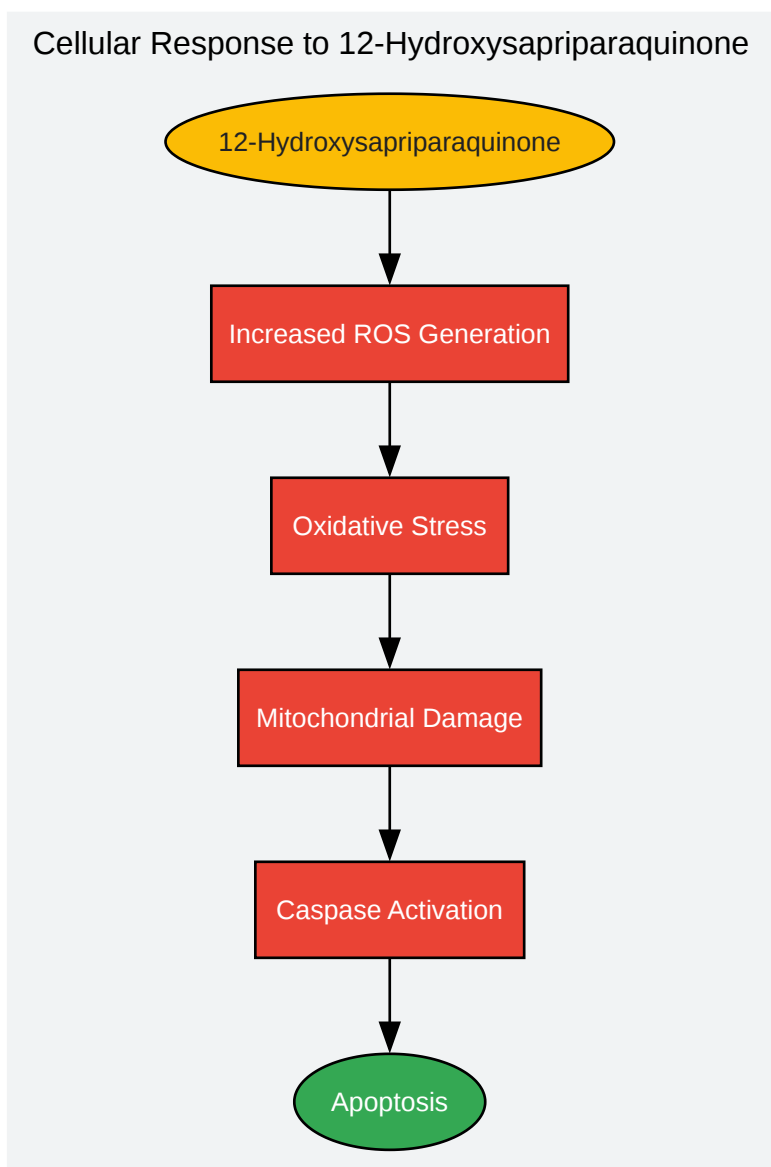 Cellular Response to 12-Hydroxysapriparaquinone
12-Hydroxysapriparaquinone
Increased ROS Generation
Oxidative Stress
Mitochondrial Damage
Caspase Activation
Apoptosis